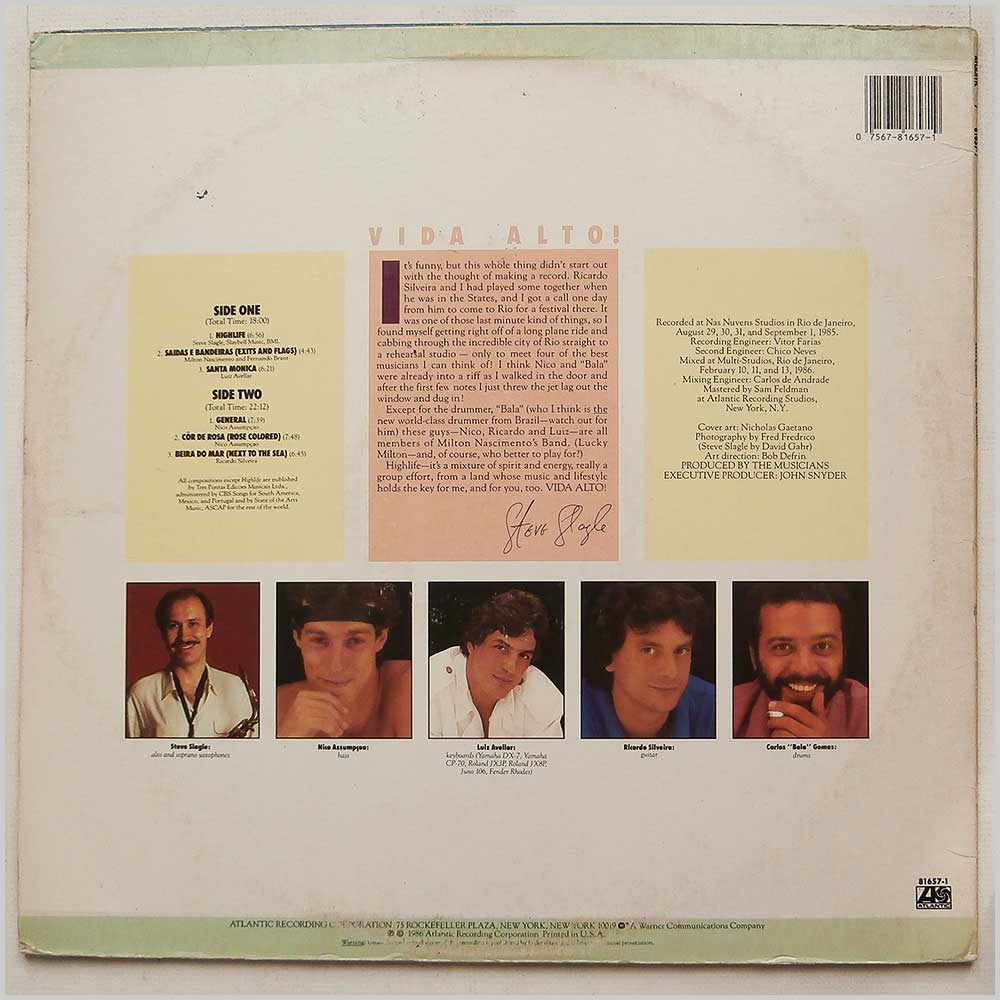 0 7567-81657-1
VIDA ALTO!
SIDE ONE
(Total Time: 18:00)
1. HIGHLIFE (6:56)
Steve Slagle, Slaybell Music, BMI.
2. SAIDAS E BANDEIRAS (EXITS AND FLAGS) (4:43)
Milton Nascimento and Fernando Brant
3. SANTA MONICA (6:21)
Luiz Avellar
SIDE TWO
(Total Time: 22:12)
1. GENERAL (7:39)
Nico Assumpçao
2. CÔR DE ROSA (ROSE COLORED) (7:48)
Nico Assumpçao
3. BEIRA DO MAR (NEXT TO THE SEA) (6:45)
Ricardo Silveira
All compositions except Highlife are published
by Tres Pontas Edicoes Musicais Ltda.,
administered by CBS Songs for South America,
Mexico, and Portugal and by State of the Arts
Music, ASCAP for the rest of the world.
It's funny, but this whole thing didn't start out
with the thought of making a record. Ricardo
Silveira and I had played some together when
he was in the States, and I got a call one day
from him to come to Rio for a festival there. It
was one of those last minute kind of things, so I
found myself getting right off of a long plane ride and
cabbing through the incredible city of Rio straight to
a rehearsal studio — only to meet four of the best
musicians I can think of! I think Nico and "Bala"
were already into a riff as I walked in the door and
after the first few notes I just threw the jet lag out the
window and dug in!
Except for the drummer, "Bala" (who I think is the
new world-class drummer from Brazil—watch out for
him) these guys—Nico, Ricardo and Luiz—are all
members of Milton Nascimento's Band. (Lucky
Milton—and, of course, who better to play for?)
Highlife—it's a mixture of spirit and energy, really a
group effort, from a land whose music and lifestyle
holds the key for me, and for you, too. VIDA ALTO!
Steve Slagle
Recorded at Nas Nuvens Studios in Rio de Janeiro,
August 29, 30, 31, and September 1, 1985.
Recording Engineer: Vitor Farias
Second Engineer: Chico Neves
Mixed at Multi-Studios, Rio de Janeiro,
February 10, 11, and 13, 1986.
Mixing Engineer: Carlos de Andrade
Mastered by Sam Feldman
at Atlantic Recording Studios,
New York, N.Y.
Cover art: Nicholas Gaetano
Photography by Fred Fredrico
(Steve Slagle by David Gahr)
Art direction: Bob Defrin
PRODUCED BY THE MUSICIANS
EXECUTIVE PRODUCER: JOHN SNYDER
Steve Slagle:
alto and soprano saxophones
Nico Assumpçao:
bass
Luiz Avellar:
keyboards (Yamaha DX-7, Yamaha
CP-70, Roland JX3P, Roland JX8P,
Juno 106, Fender Rhodes)
Ricardo Silveira:
guitar
Carlos "Bala" Gomes:
drums
81657-1
ATLANTIC
ATLANTIC RECORDING CORPORATION 75 ROCKEFELLER PLAZA, NEW YORK, NEW YORK 10019 A Warner Communications Company
℗ © 1986 Atlantic Recording Corporation Printed in U.S.A.
Warning: